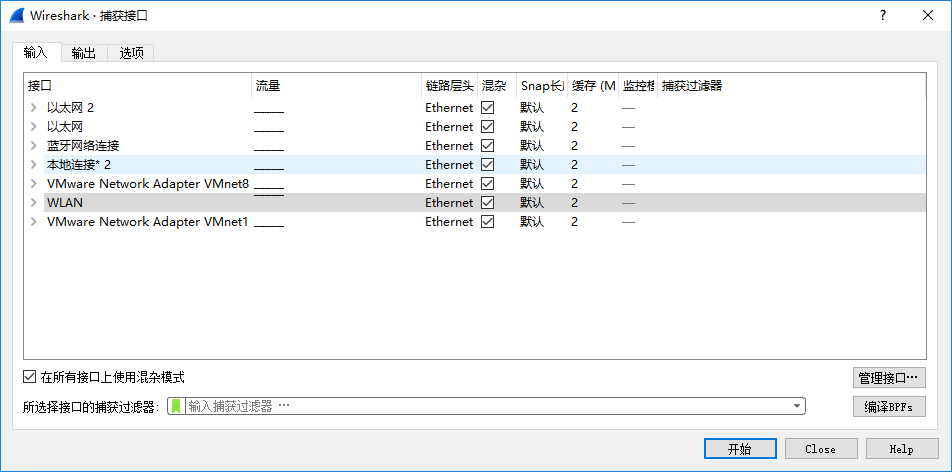 Wireshark · 捕获接口
输入 输出 选项
接口 流量 链路层头 混杂 Snap长度 缓存 (M 监控模 捕获过滤器
以太网 2 Ethernet 默认 2 —
以太网 Ethernet 默认 2 —
蓝牙网络连接 Ethernet 默认 2 —
本地连接* 2 Ethernet 默认 2 —
VMware Network Adapter VMnet8 Ethernet 默认 2 —
WLAN Ethernet 默认 2 —
VMware Network Adapter VMnet1 Ethernet 默认 2 —
在所有接口上使用混杂模式
管理接口…
所选择接口的捕获过滤器: 输入捕获过滤器 …
编译BPFs
开始 Close Help